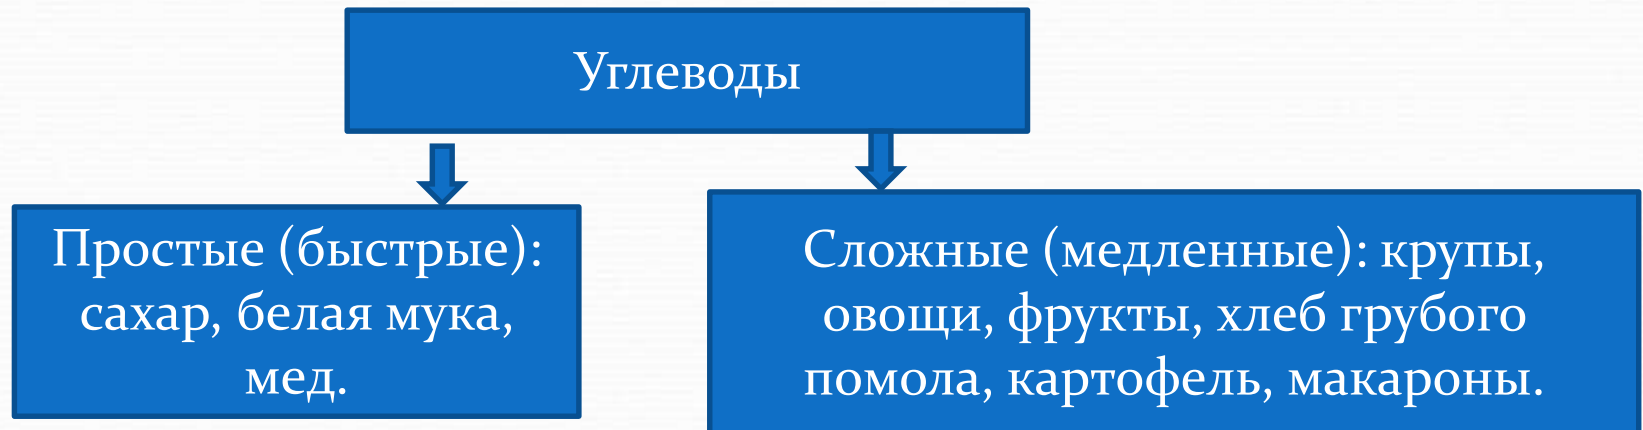 Углеводы
Простые (быстрые):
сахар, белая мука,
мед.
Сложные (медленные): крупы,
овощи, фрукты, хлеб грубого
помола, картофель, макароны.